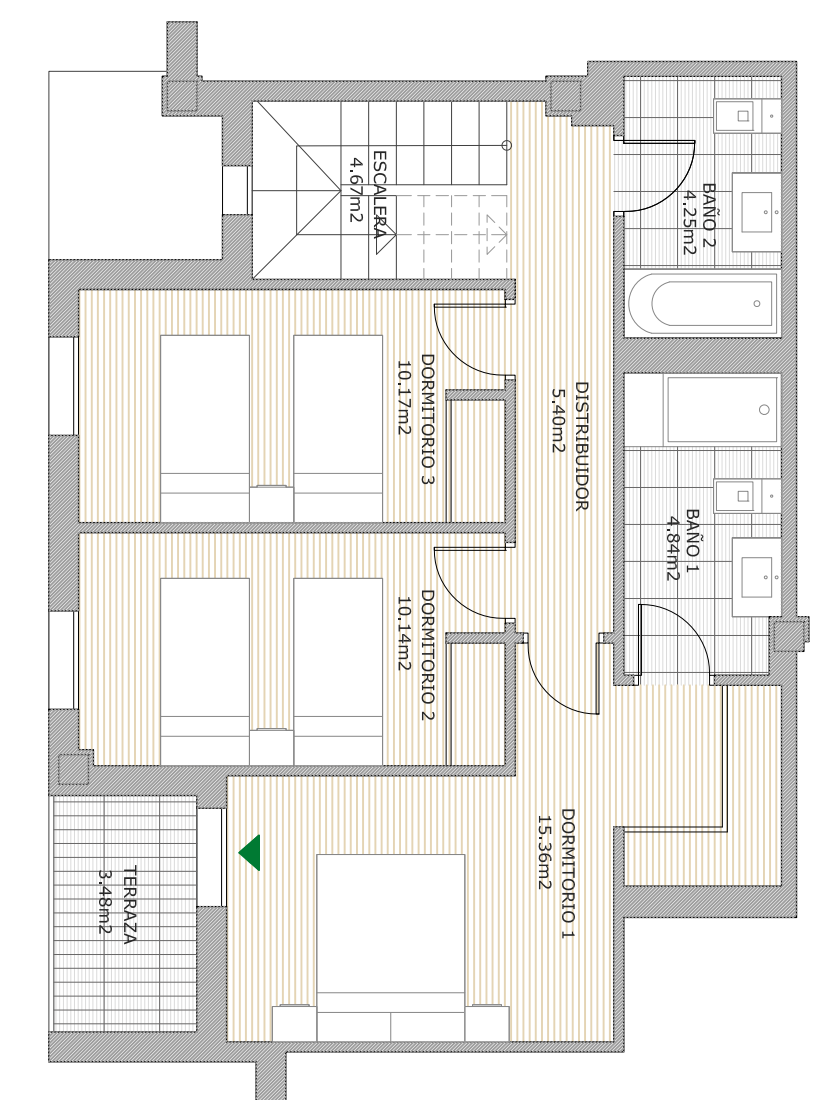 ESCALERA
4.67m2
BAÑO 2
4.25m2
DORMITORIO 3
10.17m2
DISTRIBUIDOR
5.40m2
BAÑO 1
4.84m2
DORMITORIO 2
10.14m2
DORMITORIO 1
15.36m2
TERRAZA
3.48m2